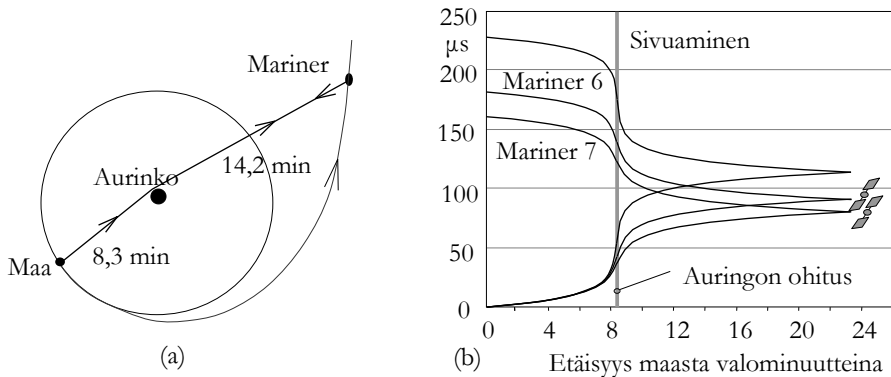 Mariner
Aurinko
14,2 min
8,3 min
Maa
(a)
250
µs
200
150
100
50
0
Sivuaminen
Mariner 6
Mariner 7
Auringon ohitus
0 4 8 12 16 20 24
(b) Etäisyys maasta valominuutteina